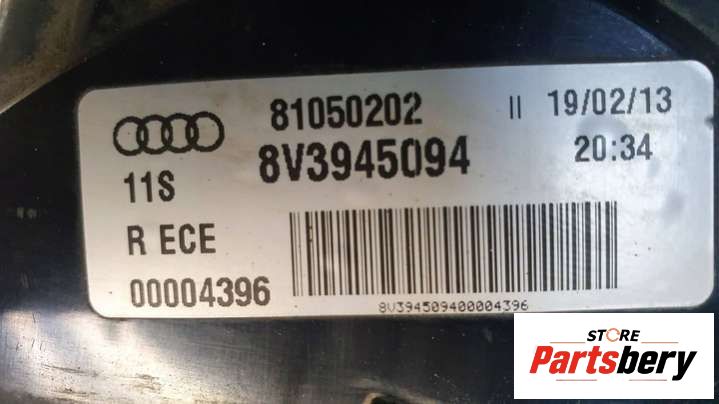 81050202 II 19/02/13
8V3945094 20:34
11S
R ECE
00004396
8V394509400004396
STORE
Partsbery